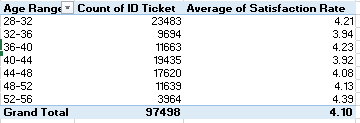 Age Range Count of ID Ticket Average of Satisfaction Rate
28-32 23483 4.21
32-36 9694 3.94
36-40 11663 4.23
40-44 19435 3.92
44-48 17620 4.08
48-52 11639 4.13
52-56 3964 4.39
Grand Total 97498 4.10